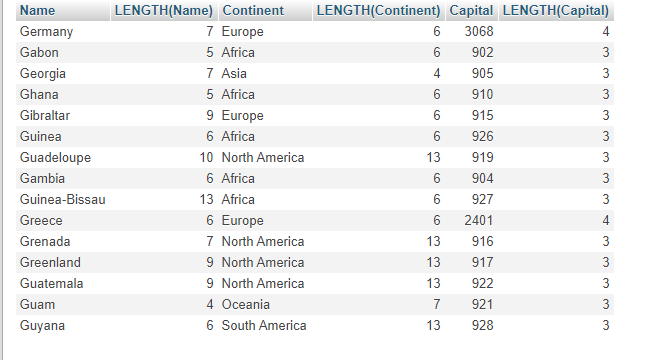 Name LENGTH(Name) Continent LENGTH(Continent) Capital LENGTH(Capital)
Germany 7 Europe 6 3068 4
Gabon 5 Africa 6 902 3
Georgia 7 Asia 4 905 3
Ghana 5 Africa 6 910 3
Gibraltar 9 Europe 6 915 3
Guinea 6 Africa 6 926 3
Guadeloupe 10 North America 13 919 3
Gambia 6 Africa 6 904 3
Guinea-Bissau 13 Africa 6 927 3
Greece 6 Europe 6 2401 4
Grenada 7 North America 13 916 3
Greenland 9 North America 13 917 3
Guatemala 9 North America 13 922 3
Guam 4 Oceania 7 921 3
Guyana 6 South America 13 928 3